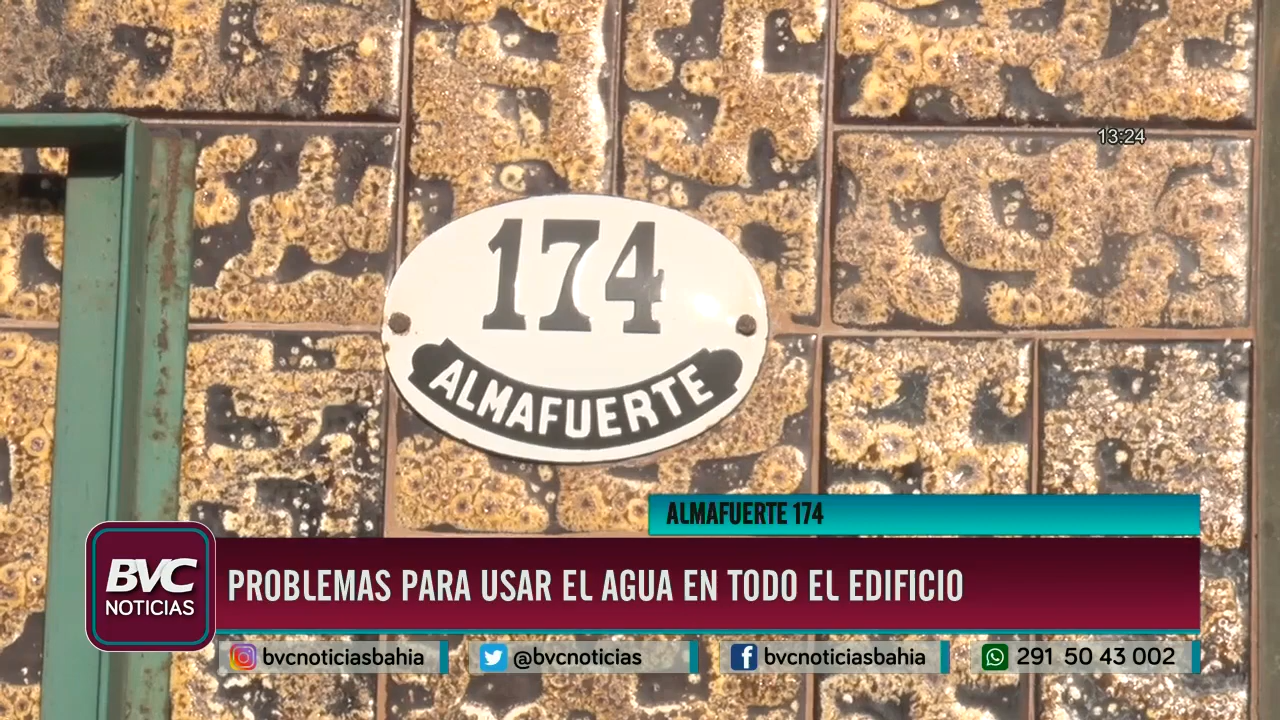 13:24
174
ALMAFUERTE
ALMAFUERTE 174
BVC
NOTICIAS
PROBLEMAS PARA USAR EL AGUA EN TODO EL EDIFICIO
bvcnoticiasbahia
@bvcnoticias
bvcnoticiasbahia
291 50 43 002